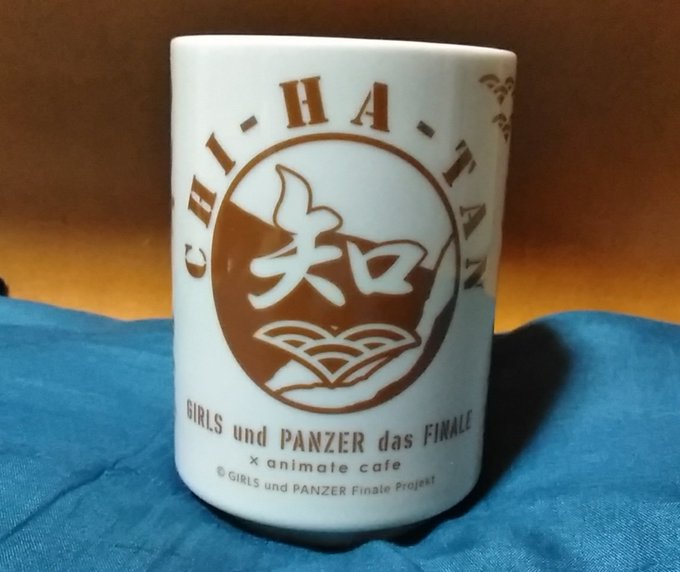 CHI-HA-TAN
知
GIRLS und PANZER das FINALE
× animate cafe
© GIRLS und PANZER Finale Projekt